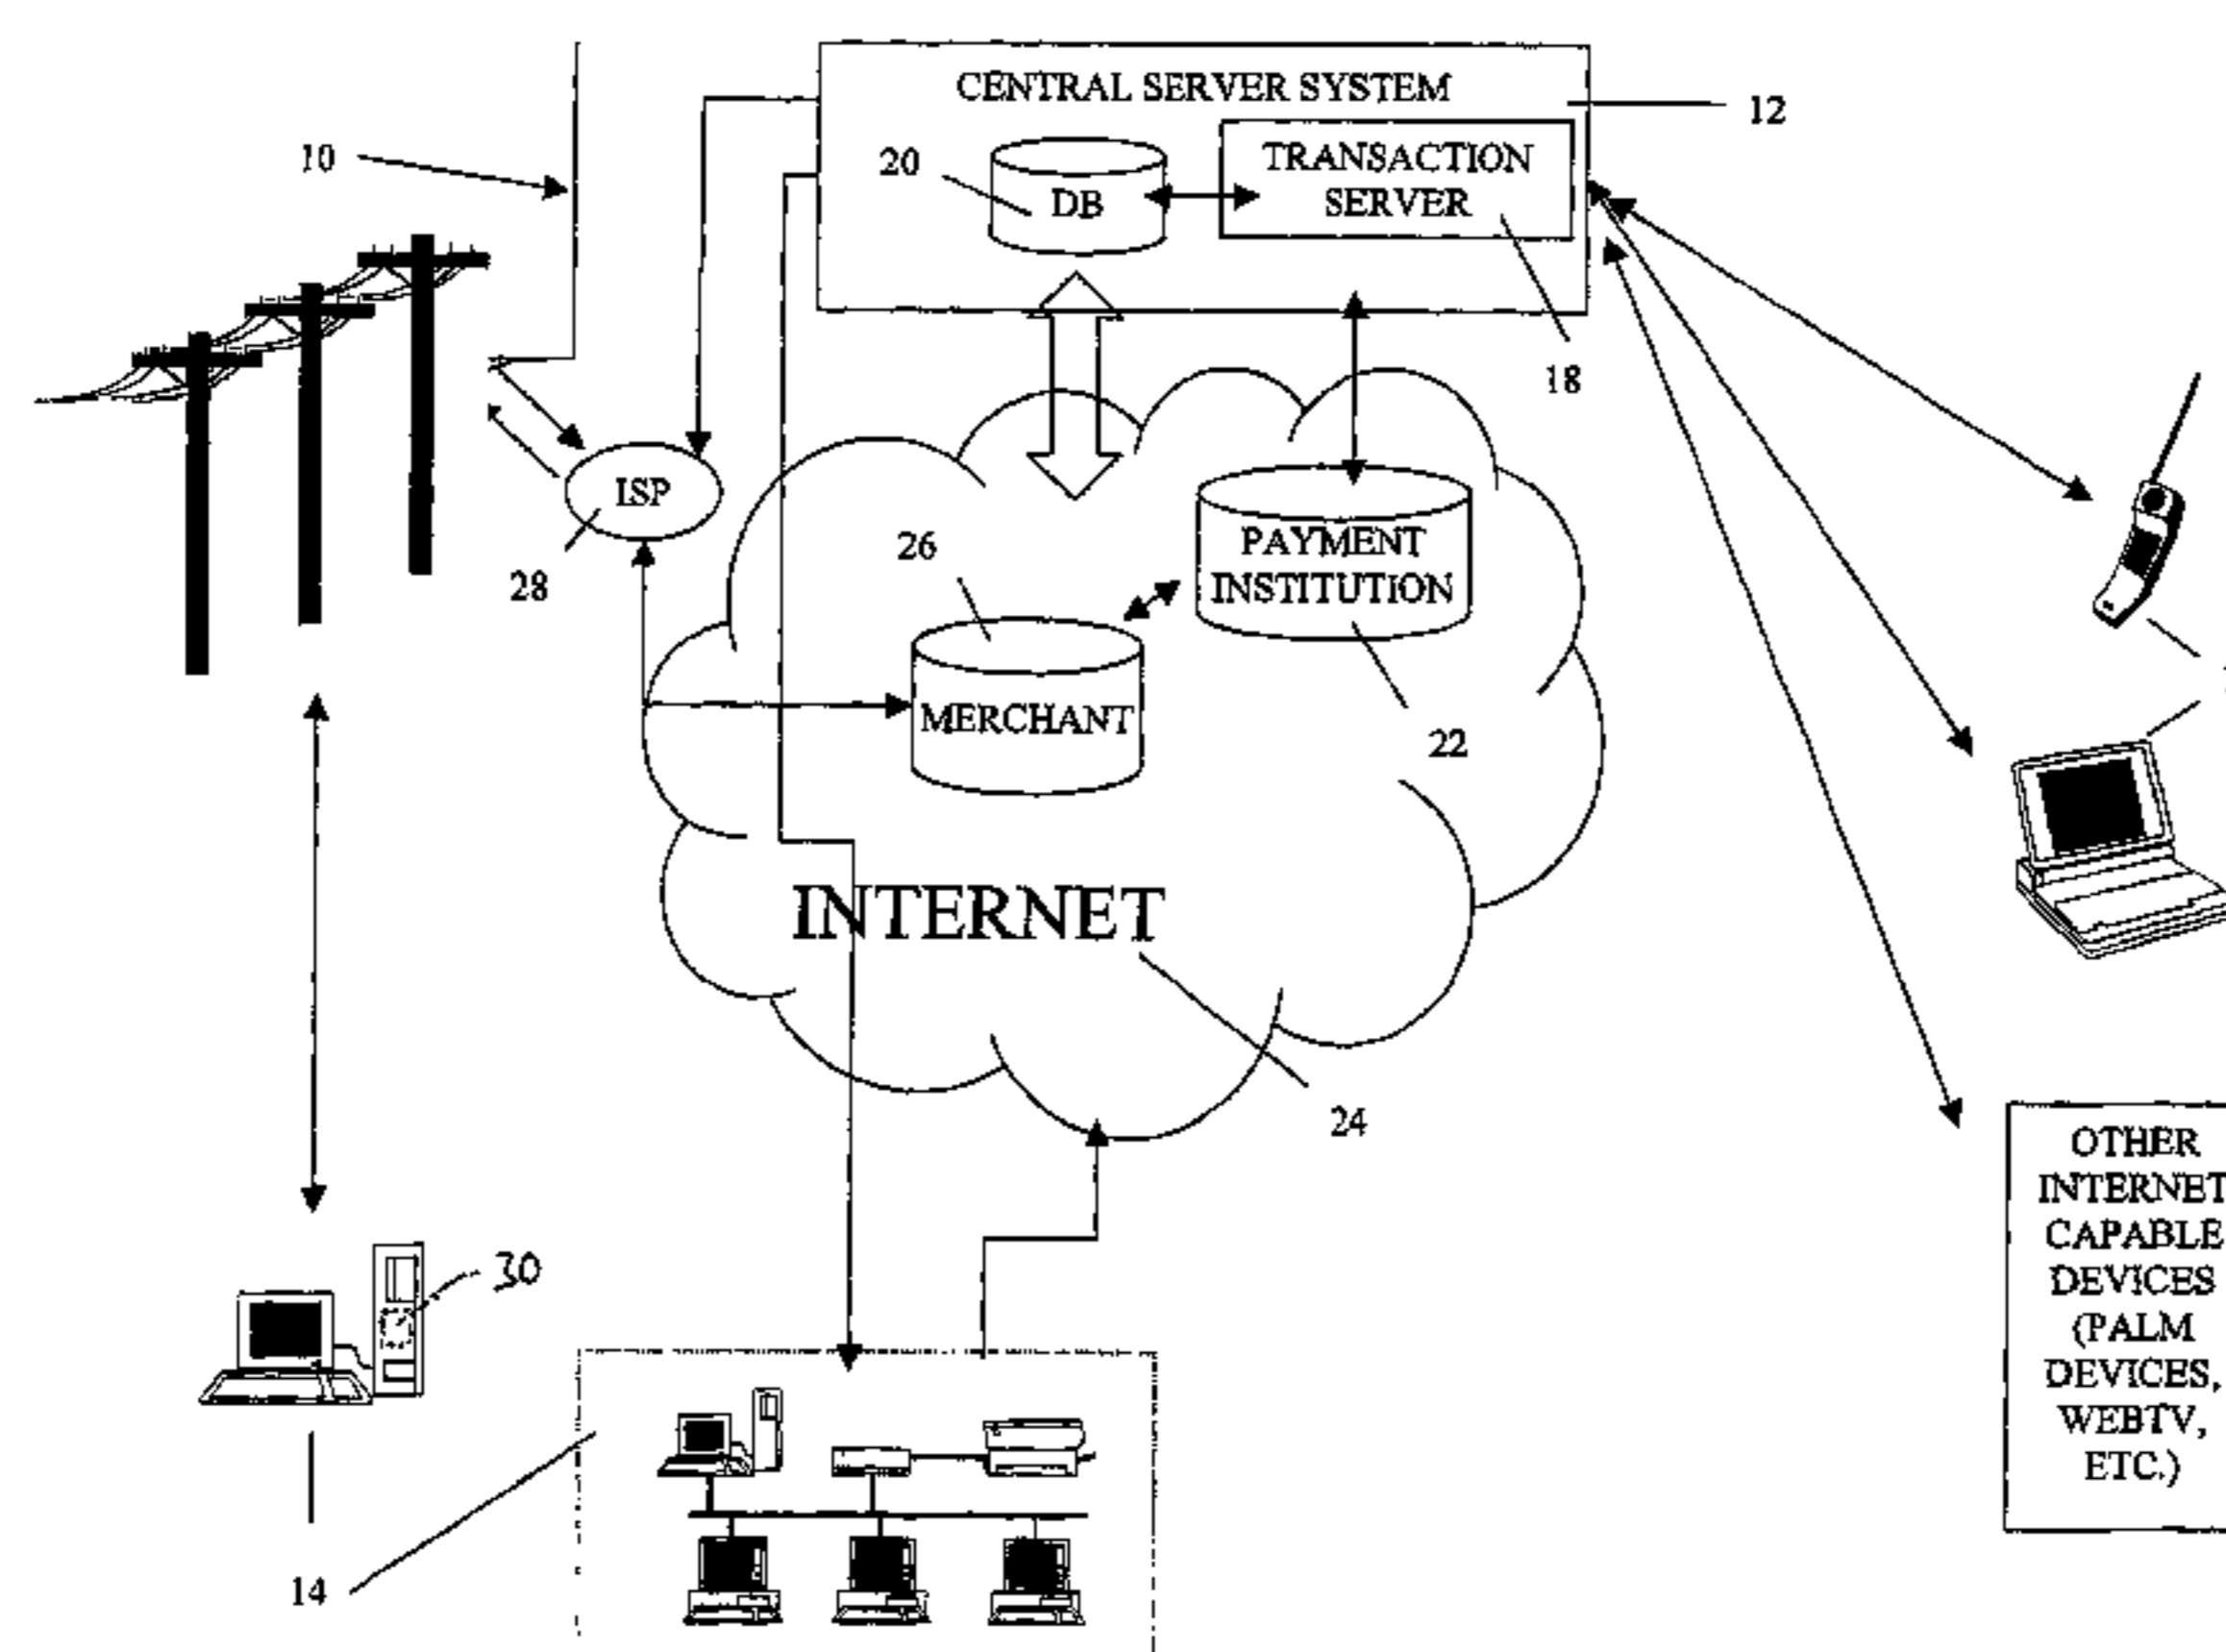 CENTRAL SERVER SYSTEM
12
10
20
DB
TRANSACTION
SERVER
18
ISP
28
26
PAYMENT
INSTITUTION
MERCHANT
22
INTERNET
24
30
14
OTHER
INTERNET
CAPABLE
DEVICES
(PALM
DEVICES,
WEBTV,
ETC.)